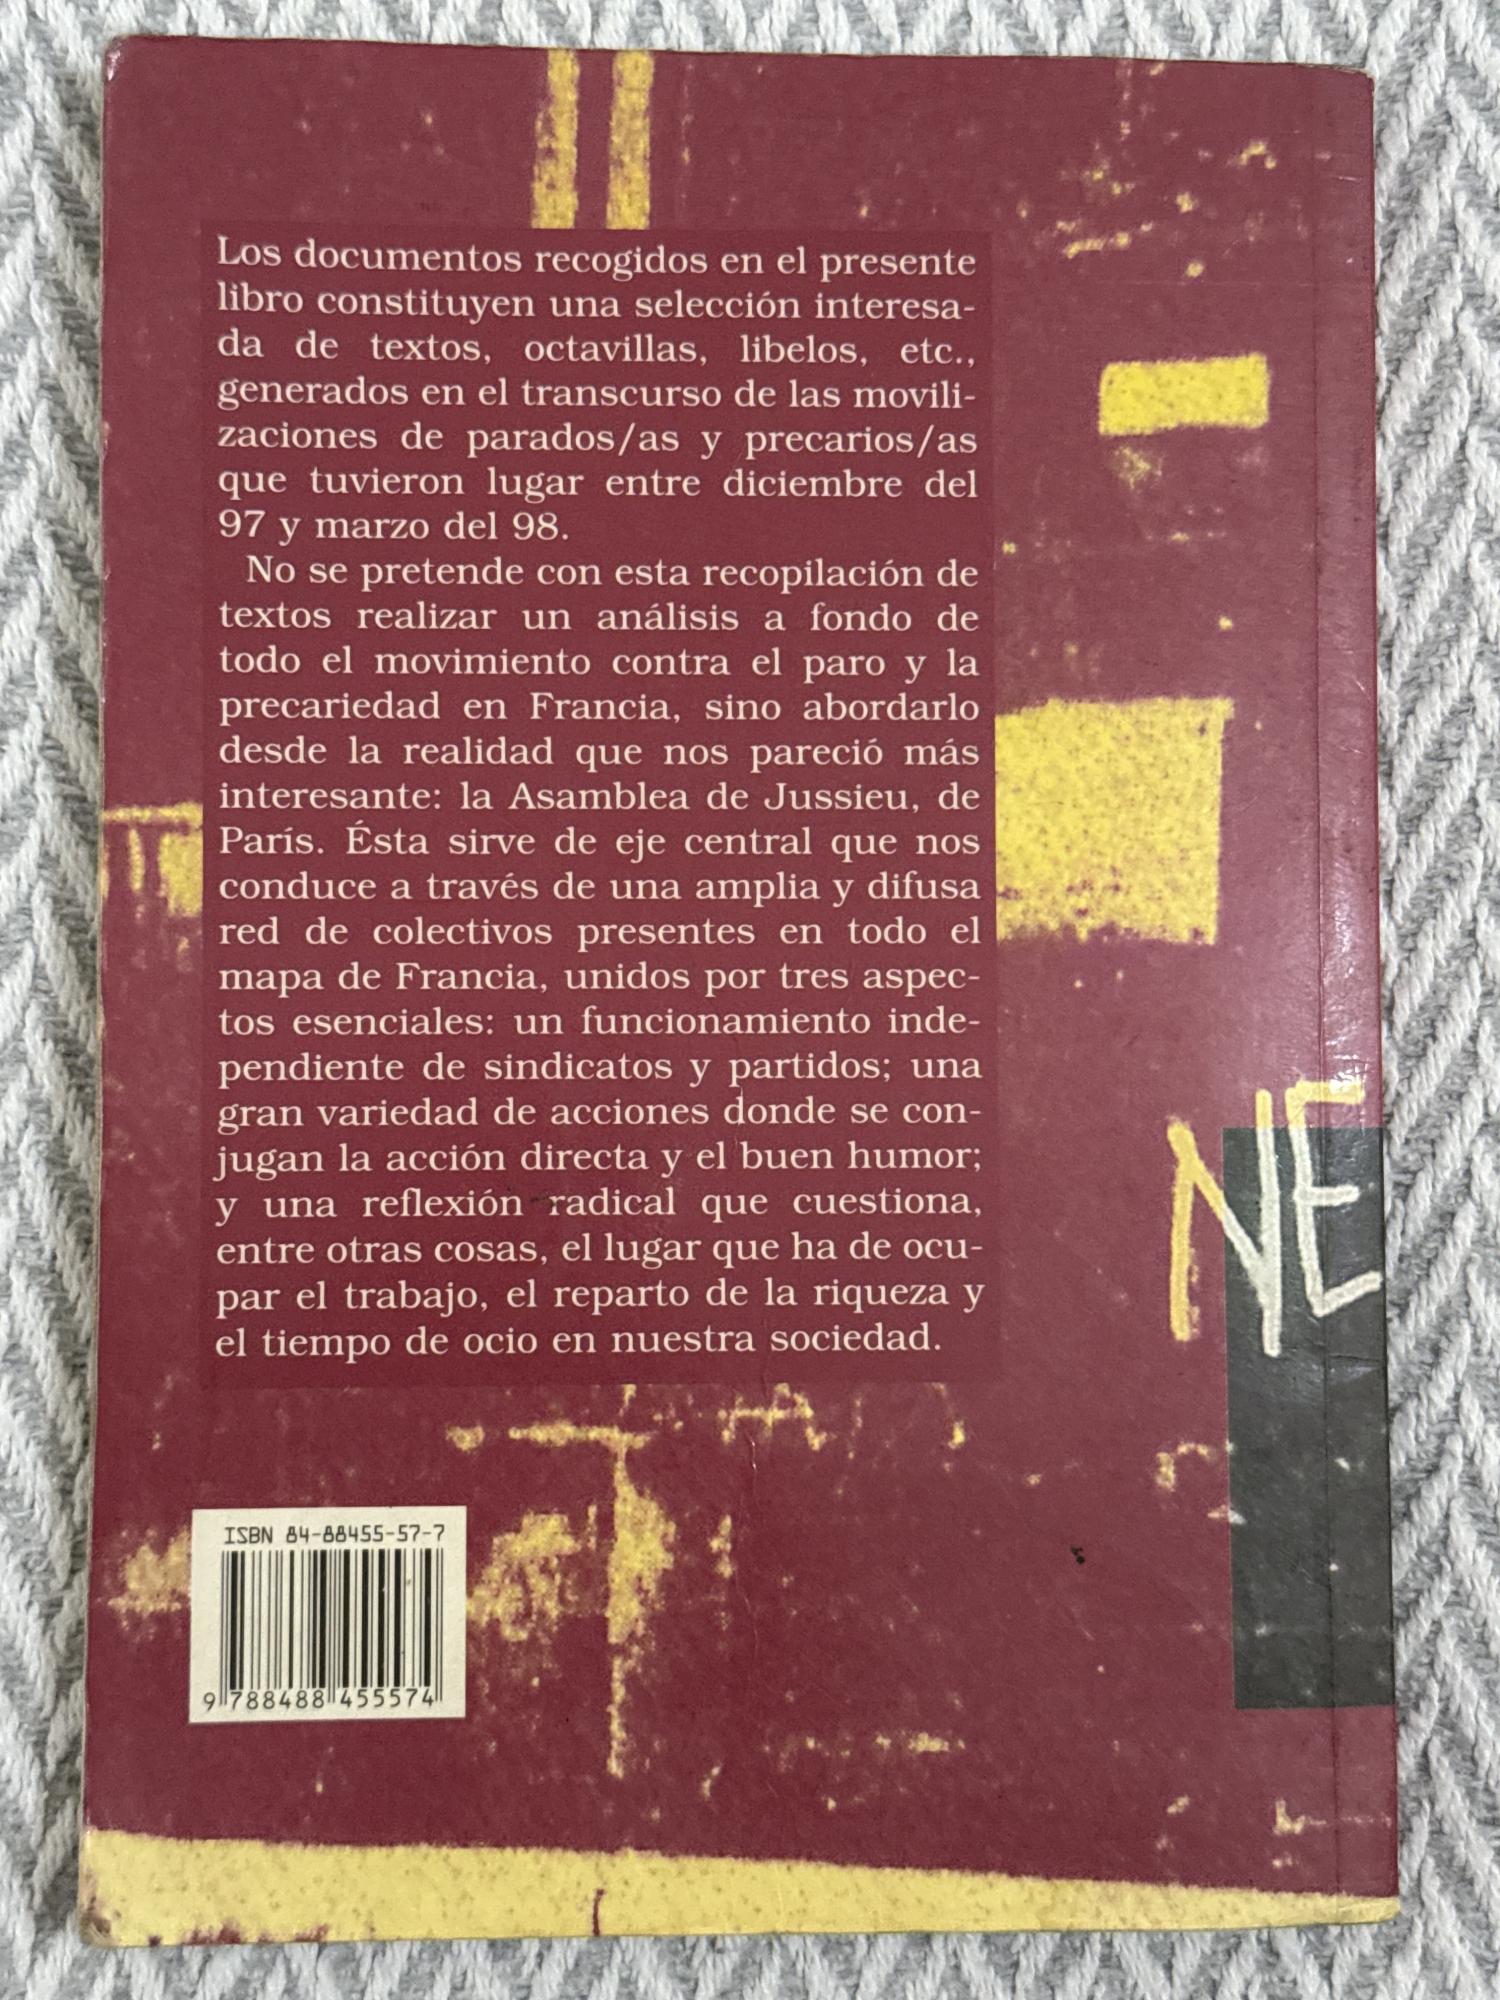 Los documentos recogidos en el presente
libro constituyen una selección interesa-
da de textos, octavillas, libelos, etc.,
generados en el transcurso de las movili-
zaciones de parados/as y precarios/as
que tuvieron lugar entre diciembre del
97 y marzo del 98.
No se pretende con esta recopilación de
textos realizar un análisis a fondo de
todo el movimiento contra el paro y la
precariedad en Francia, sino abordarlo
desde la realidad que nos pareció más
interesante: la Asamblea de Jussieu, de
París. Ésta sirve de eje central que nos
conduce a través de una amplia y difusa
red de colectivos presentes en todo el
mapa de Francia, unidos por tres aspec-
tos esenciales: un funcionamiento inde-
pendiente de sindicatos y partidos; una
gran variedad de acciones donde se con-
jugan la acción directa y el buen humor;
y una reflexión radical que cuestiona,
entre otras cosas, el lugar que ha de ocu-
par el trabajo, el reparto de la riqueza y
el tiempo de ocio en nuestra sociedad.
NE
ISBN 84-88455-57-7
9 788488 455574